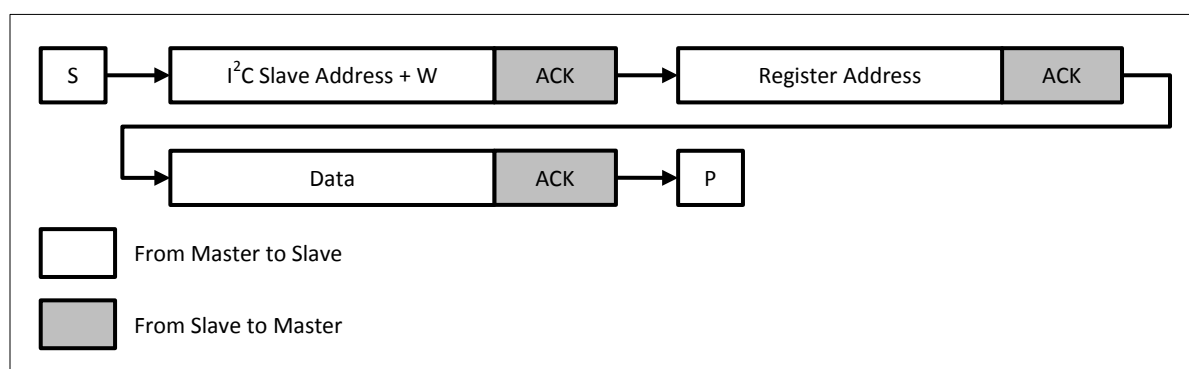 S I²C Slave Address + W ACK Register Address ACK
Data ACK P
From Master to Slave
From Slave to Master